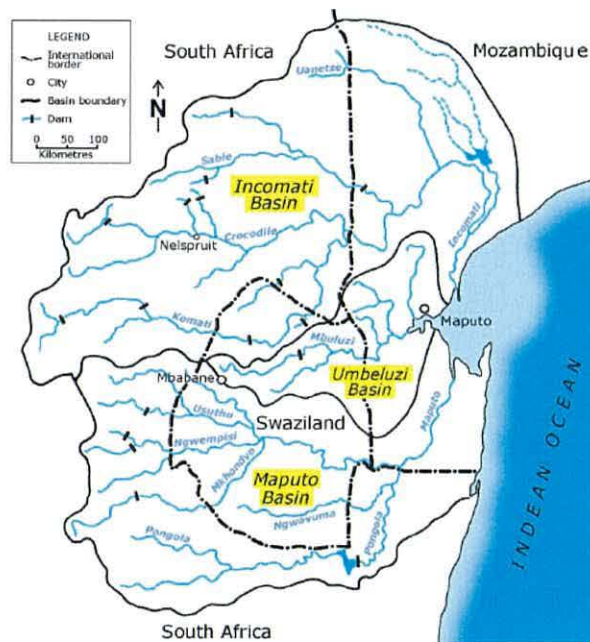 LEGEND
International
border
City
Basin boundary
Dam
0 50 100
Kilometres
N
South Africa
Mozambique
Uanetze
Sabie
Incomati
Basin
Incomati
Nelspruit
Crocodile
Komati
Mbuluzi
Maputo
Mbabane
Umbeluzi
Basin
Usuthu
Swaziland
Maputo
Ngwempisi
Mkhondvo
Maputo
Basin
Ngwavuma
Pongola
Pongola
South Africa
INDEAN OCEAN